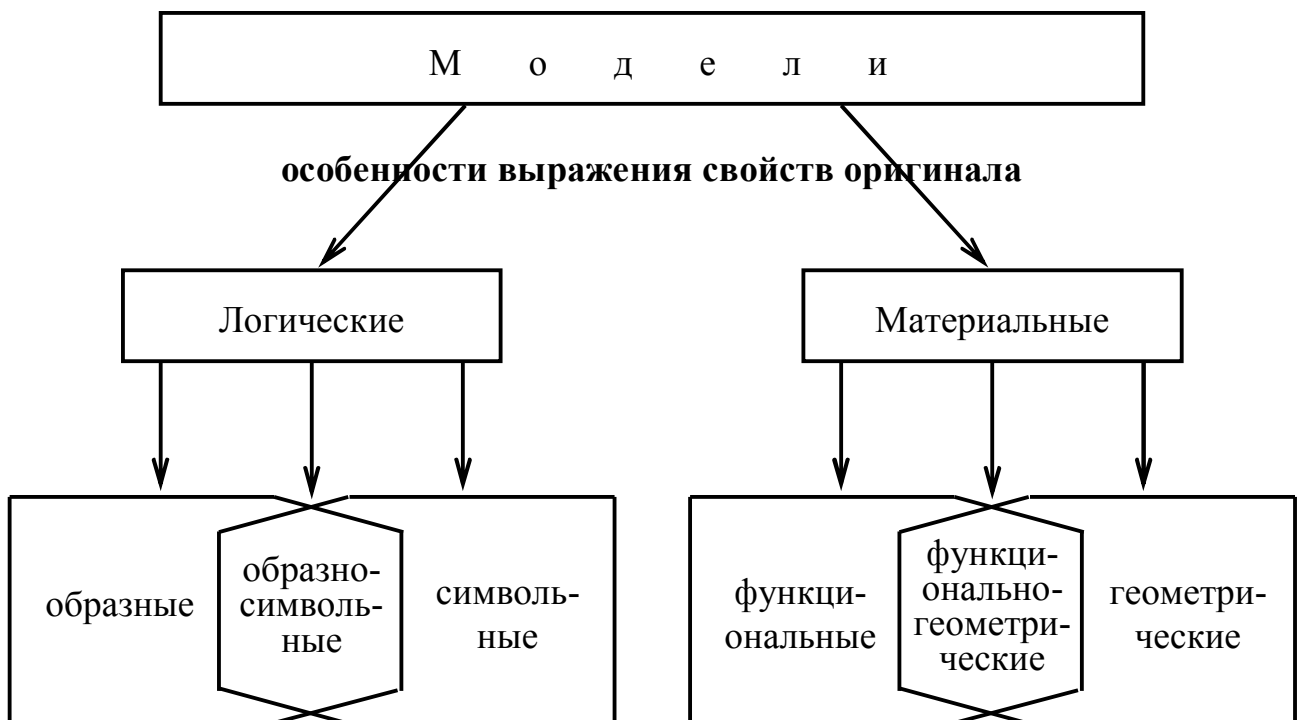 М о д е л и
особенности выражения свойств оригинала
Логические
Материальные
образные
образно-
символь-
ные
символь-
ные
функци-
ональные
функци-
онально-
геометри-
ческие
геометри-
ческие